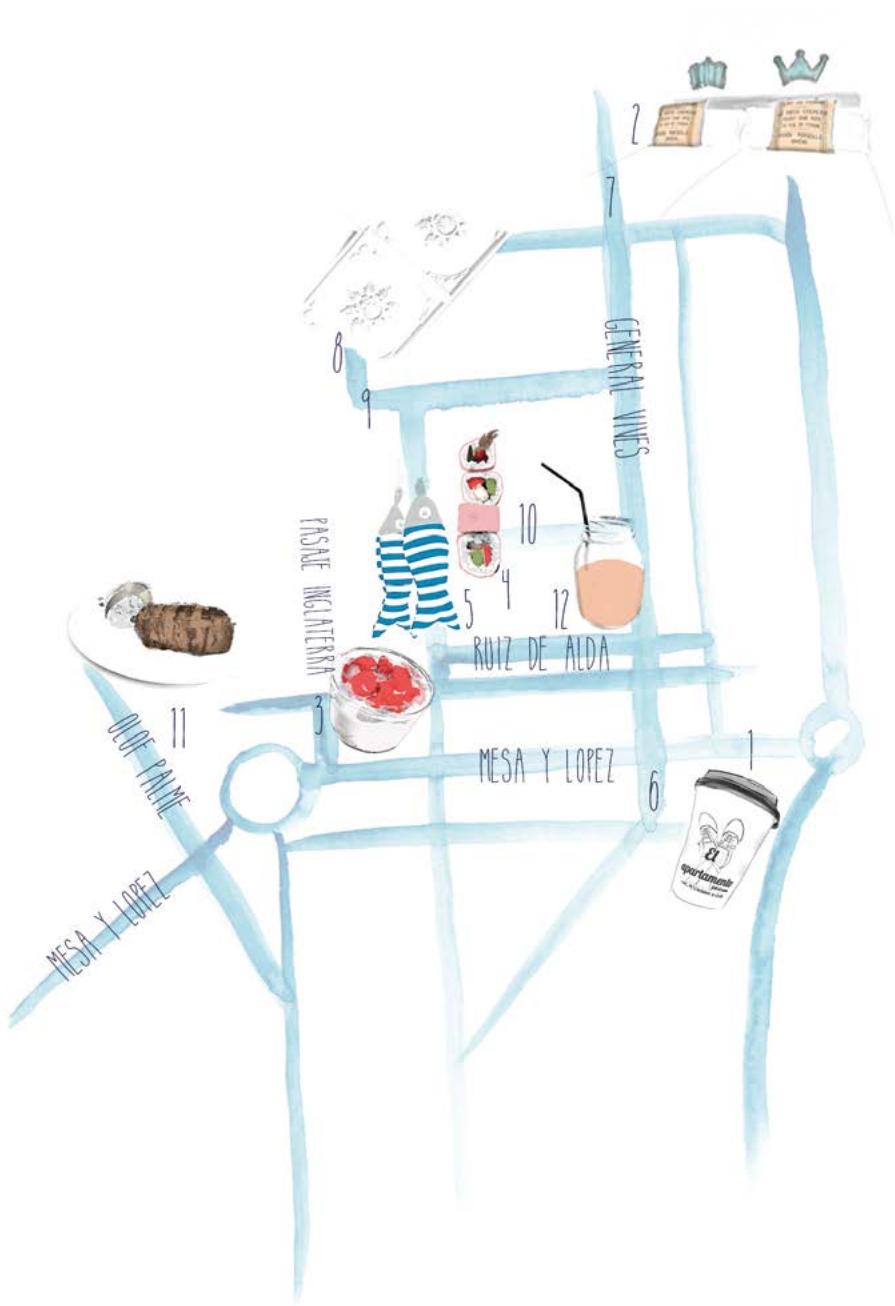 2
7
GENERAL VIVES
8
9
10
PASAJE INGLATERRA
4
5
12
RUIZ DE ALDA
3
11
OLOF PALME
MESA Y LOPEZ
1
6
El
apartamento
MESA Y LOPEZ